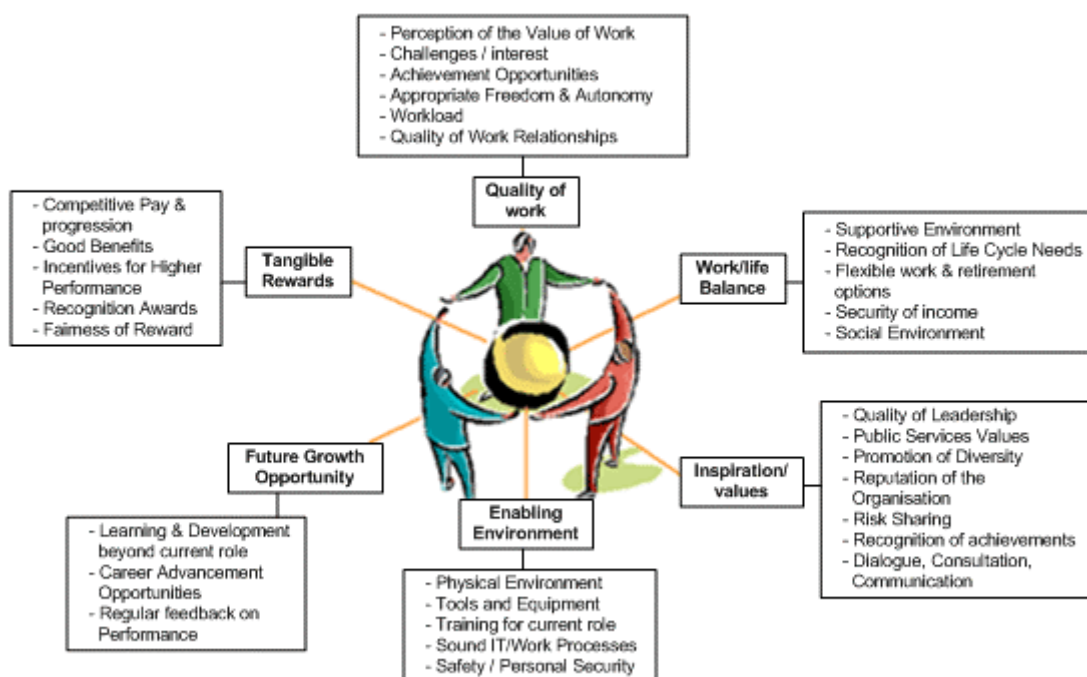 - Perception of the Value of Work
- Challenges / interest
- Achievement Opportunities
- Appropriate Freedom & Autonomy
- Workload
- Quality of Work Relationships
Quality of
work
- Competitive Pay &
progression
- Good Benefits
- Incentives for Higher
Performance
- Recognition Awards
- Fairness of Reward
Tangible
Rewards
Work/life
Balance
- Supportive Environment
- Recognition of Life Cycle Needs
- Flexible work & retirement
options
- Security of income
- Social Environment
Future Growth
Opportunity
- Learning & Development
beyond current role
- Career Advancement
Opportunities
- Regular feedback on
Performance
Enabling
Environment
- Physical Environment
- Tools and Equipment
- Training for current role
- Sound IT/Work Processes
- Safety / Personal Security
Inspiration/
values
- Quality of Leadership
- Public Services Values
- Promotion of Diversity
- Reputation of the
Organisation
- Risk Sharing
- Recognition of achievements
- Dialogue, Consultation,
Communication